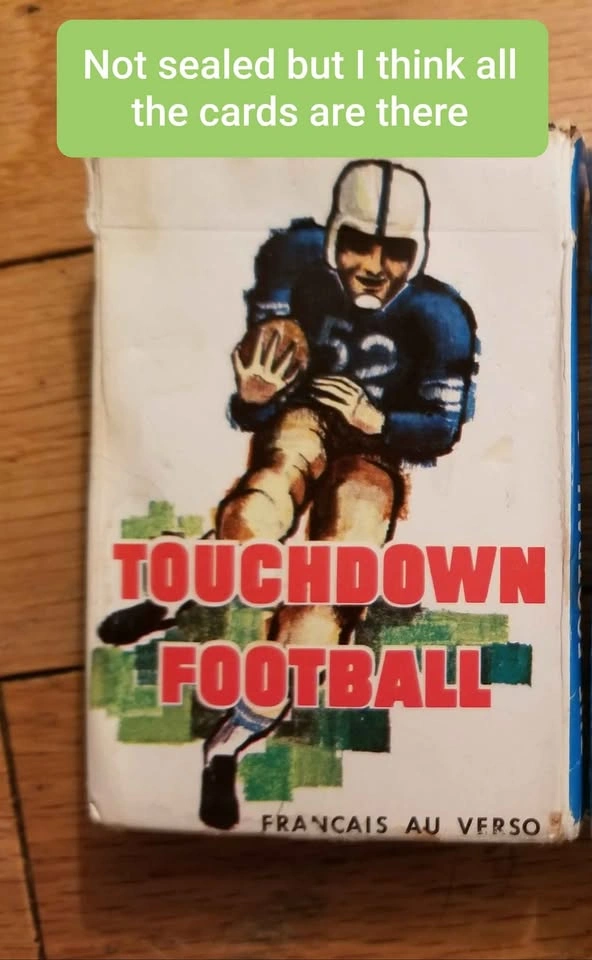 Not sealed but I think all
the cards are there
52
TOUCHDOWN
FOOTBALL
FRANCAIS AU VERSO